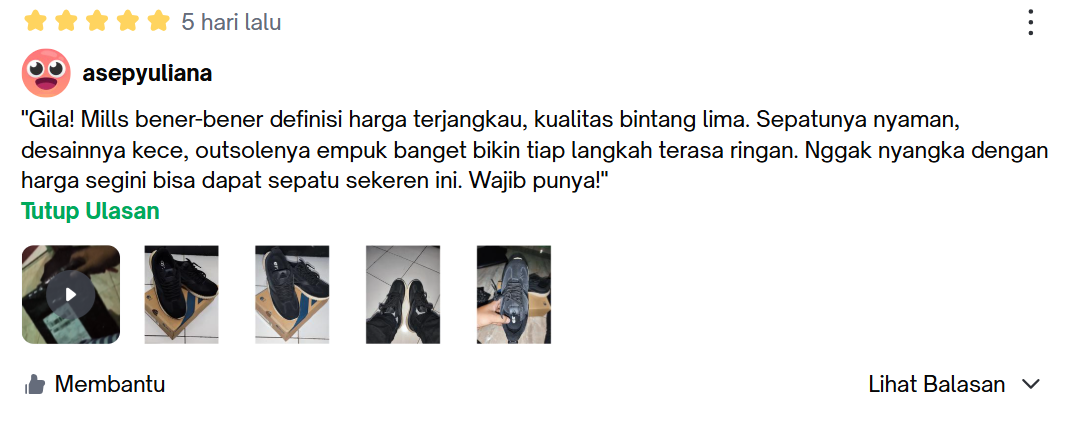 5 hari lalu
asepyuliana
"Gila! Mills bener-bener definisi harga terjangkau, kualitas bintang lima. Sepatunya nyaman,
desainnya kece, outsolenya empuk banget bikin tiap langkah terasa ringan. Nggak nyangka dengan
harga segini bisa dapat sepatu sekeren ini. Wajib punya!"
Tutup Ulasan
Membantu
Lihat Balasan